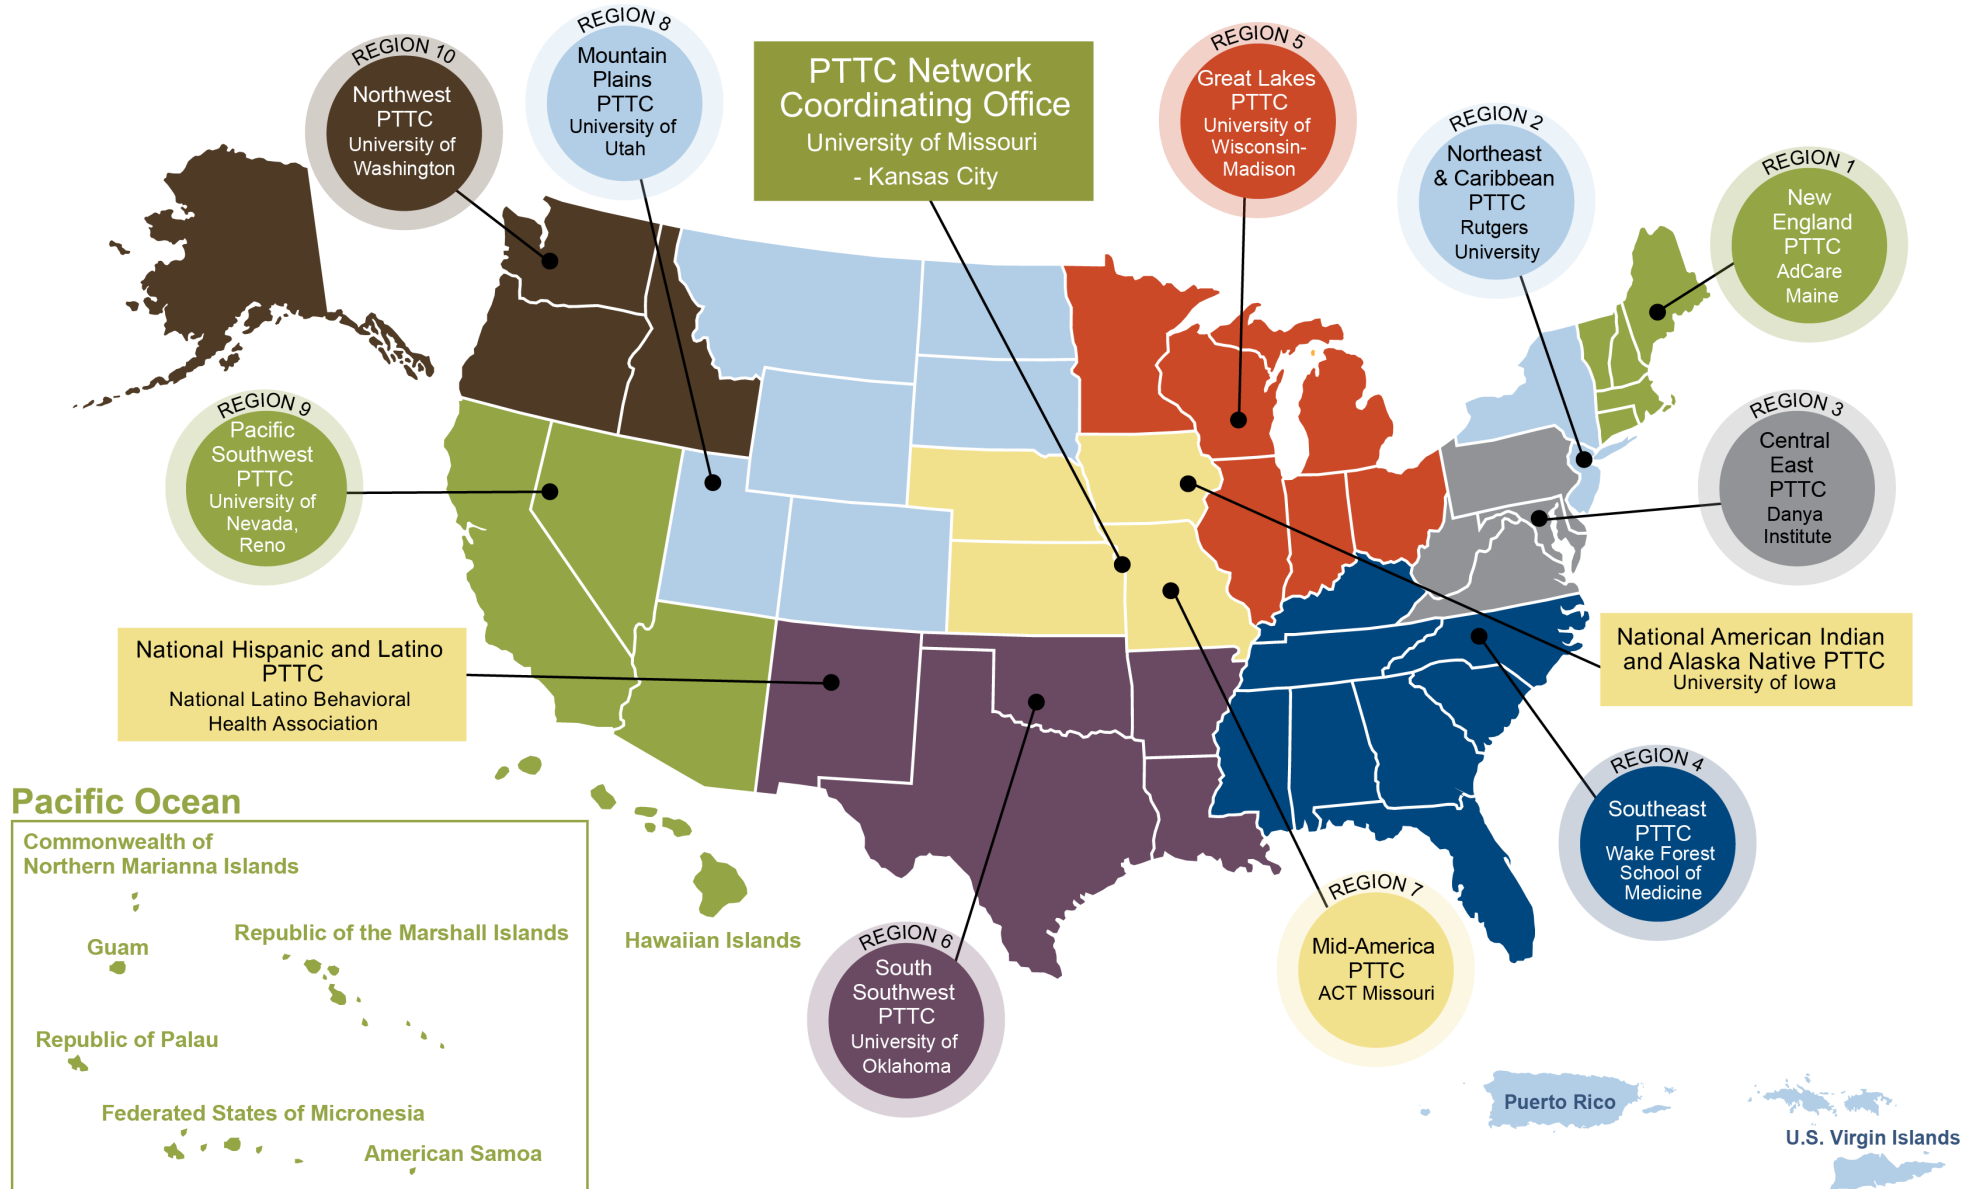 REGION 10
Northwest
PTTC
University of
Washington
REGION 8
Mountain
Plains
PTTC
University of
Utah
PTTC Network
Coordinating Office
University of Missouri
- Kansas City
REGION 5
Great Lakes
PTTC
University of
Wisconsin-
Madison
REGION 2
Northeast
& Caribbean
PTTC
Rutgers
University
REGION 1
New
England
PTTC
AdCare
Maine
REGION 9
Pacific
Southwest
PTTC
University of
Nevada,
Reno
REGION 3
Central
East
PTTC
Danya
Institute
National Hispanic and Latino
PTTC
National Latino Behavioral
Health Association
National American Indian
and Alaska Native PTTC
University of Iowa
REGION 4
Southeast
PTTC
Wake Forest
School of
Medicine
Pacific Ocean
Commonwealth of
Northern Marianna Islands
Guam
Republic of the Marshall Islands
Republic of Palau
Federated States of Micronesia
American Samoa
Hawaiian Islands
REGION 6
South
Southwest
PTTC
University of
Oklahoma
REGION 7
Mid-America
PTTC
ACT Missouri
Puerto Rico
U.S. Virgin Islands